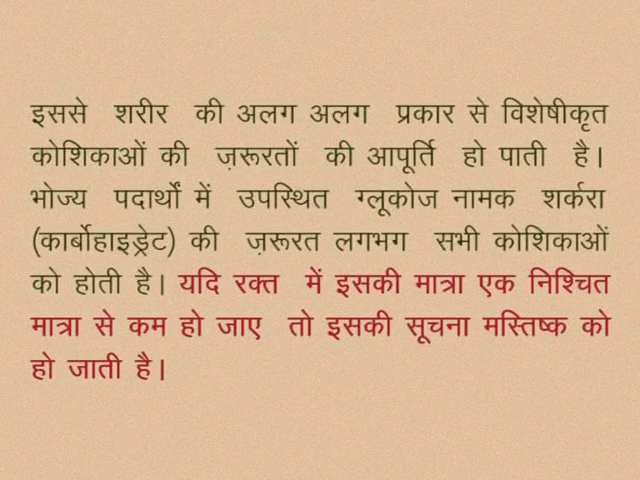 इससे शरीर की अलग अलग प्रकार से विशेषीकृत
कोशिकाओं की ज़रूरतों की आपूर्ति हो पाती है।
भोज्य पदार्थों में उपस्थित ग्लूकोज नामक शर्करा
(कार्बोहाइड्रेट) की ज़रूरत लगभग सभी कोशिकाओं
को होती है। यदि रक्त में इसकी मात्रा एक निश्चित
मात्रा से कम हो जाए तो इसकी सूचना मस्तिष्क को
हो जाती है।